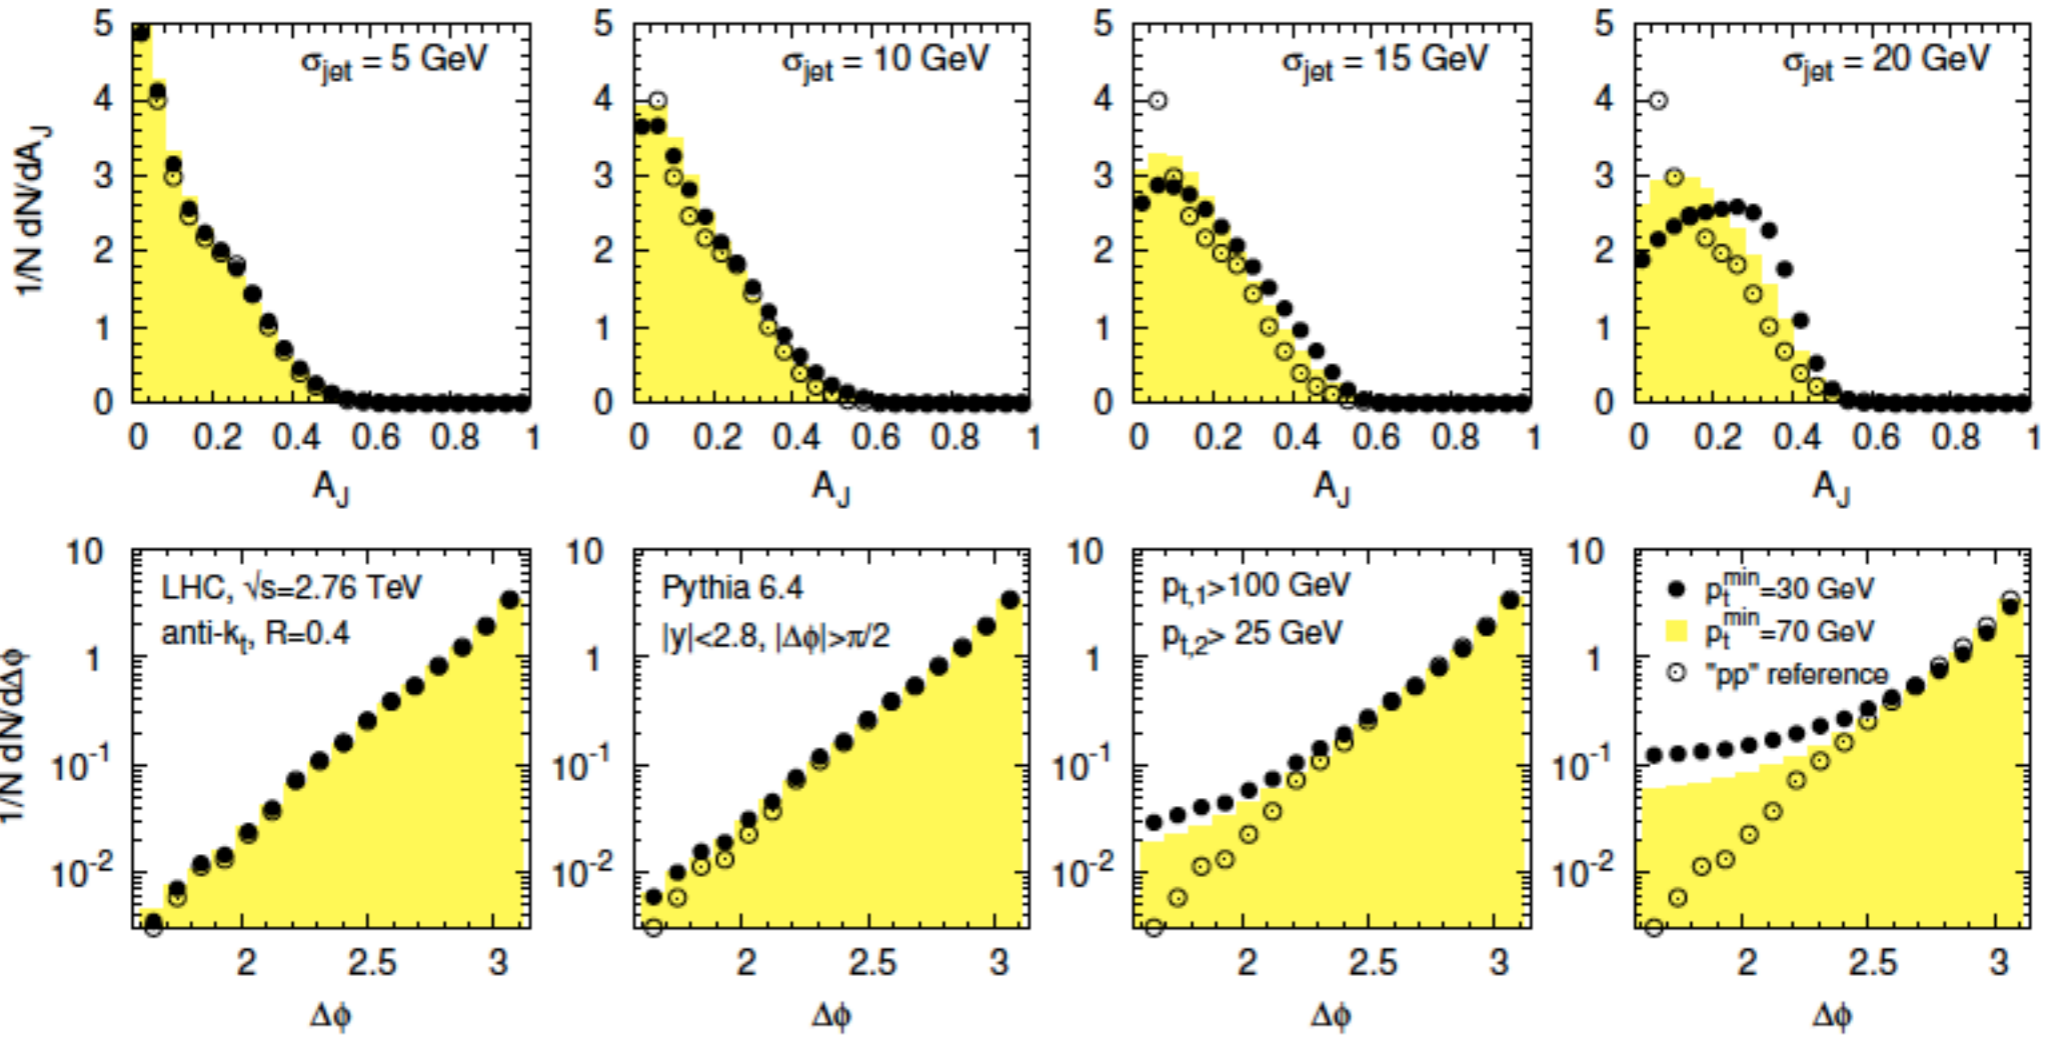 σjet = 5 GeV
σjet = 10 GeV
σjet = 15 GeV
σjet = 20 GeV
1/N dN/dAJ
5
4
3
2
1
0
5
4
3
2
1
0
5
4
3
2
1
0
5
4
3
2
1
0
0 0.2 0.4 0.6 0.8 1
0 0.2 0.4 0.6 0.8 1
0 0.2 0.4 0.6 0.8 1
0 0.2 0.4 0.6 0.8 1
AJ
AJ
AJ
AJ
1/N dN/dΔϕ
10
1
10-1
10-2
10
1
10-1
10-2
10
1
10-1
10-2
10
1
10-1
10-2
LHC, √s=2.76 TeV
anti-kt, R=0.4
Pythia 6.4
|y|<2.8, |Δϕ|>π/2
pt,1>100 GeV
pt,2> 25 GeV
ptmin=30 GeV
ptmin=70 GeV
"pp" reference
2 2.5 3
2 2.5 3
2 2.5 3
2 2.5 3
Δϕ
Δϕ
Δϕ
Δϕ